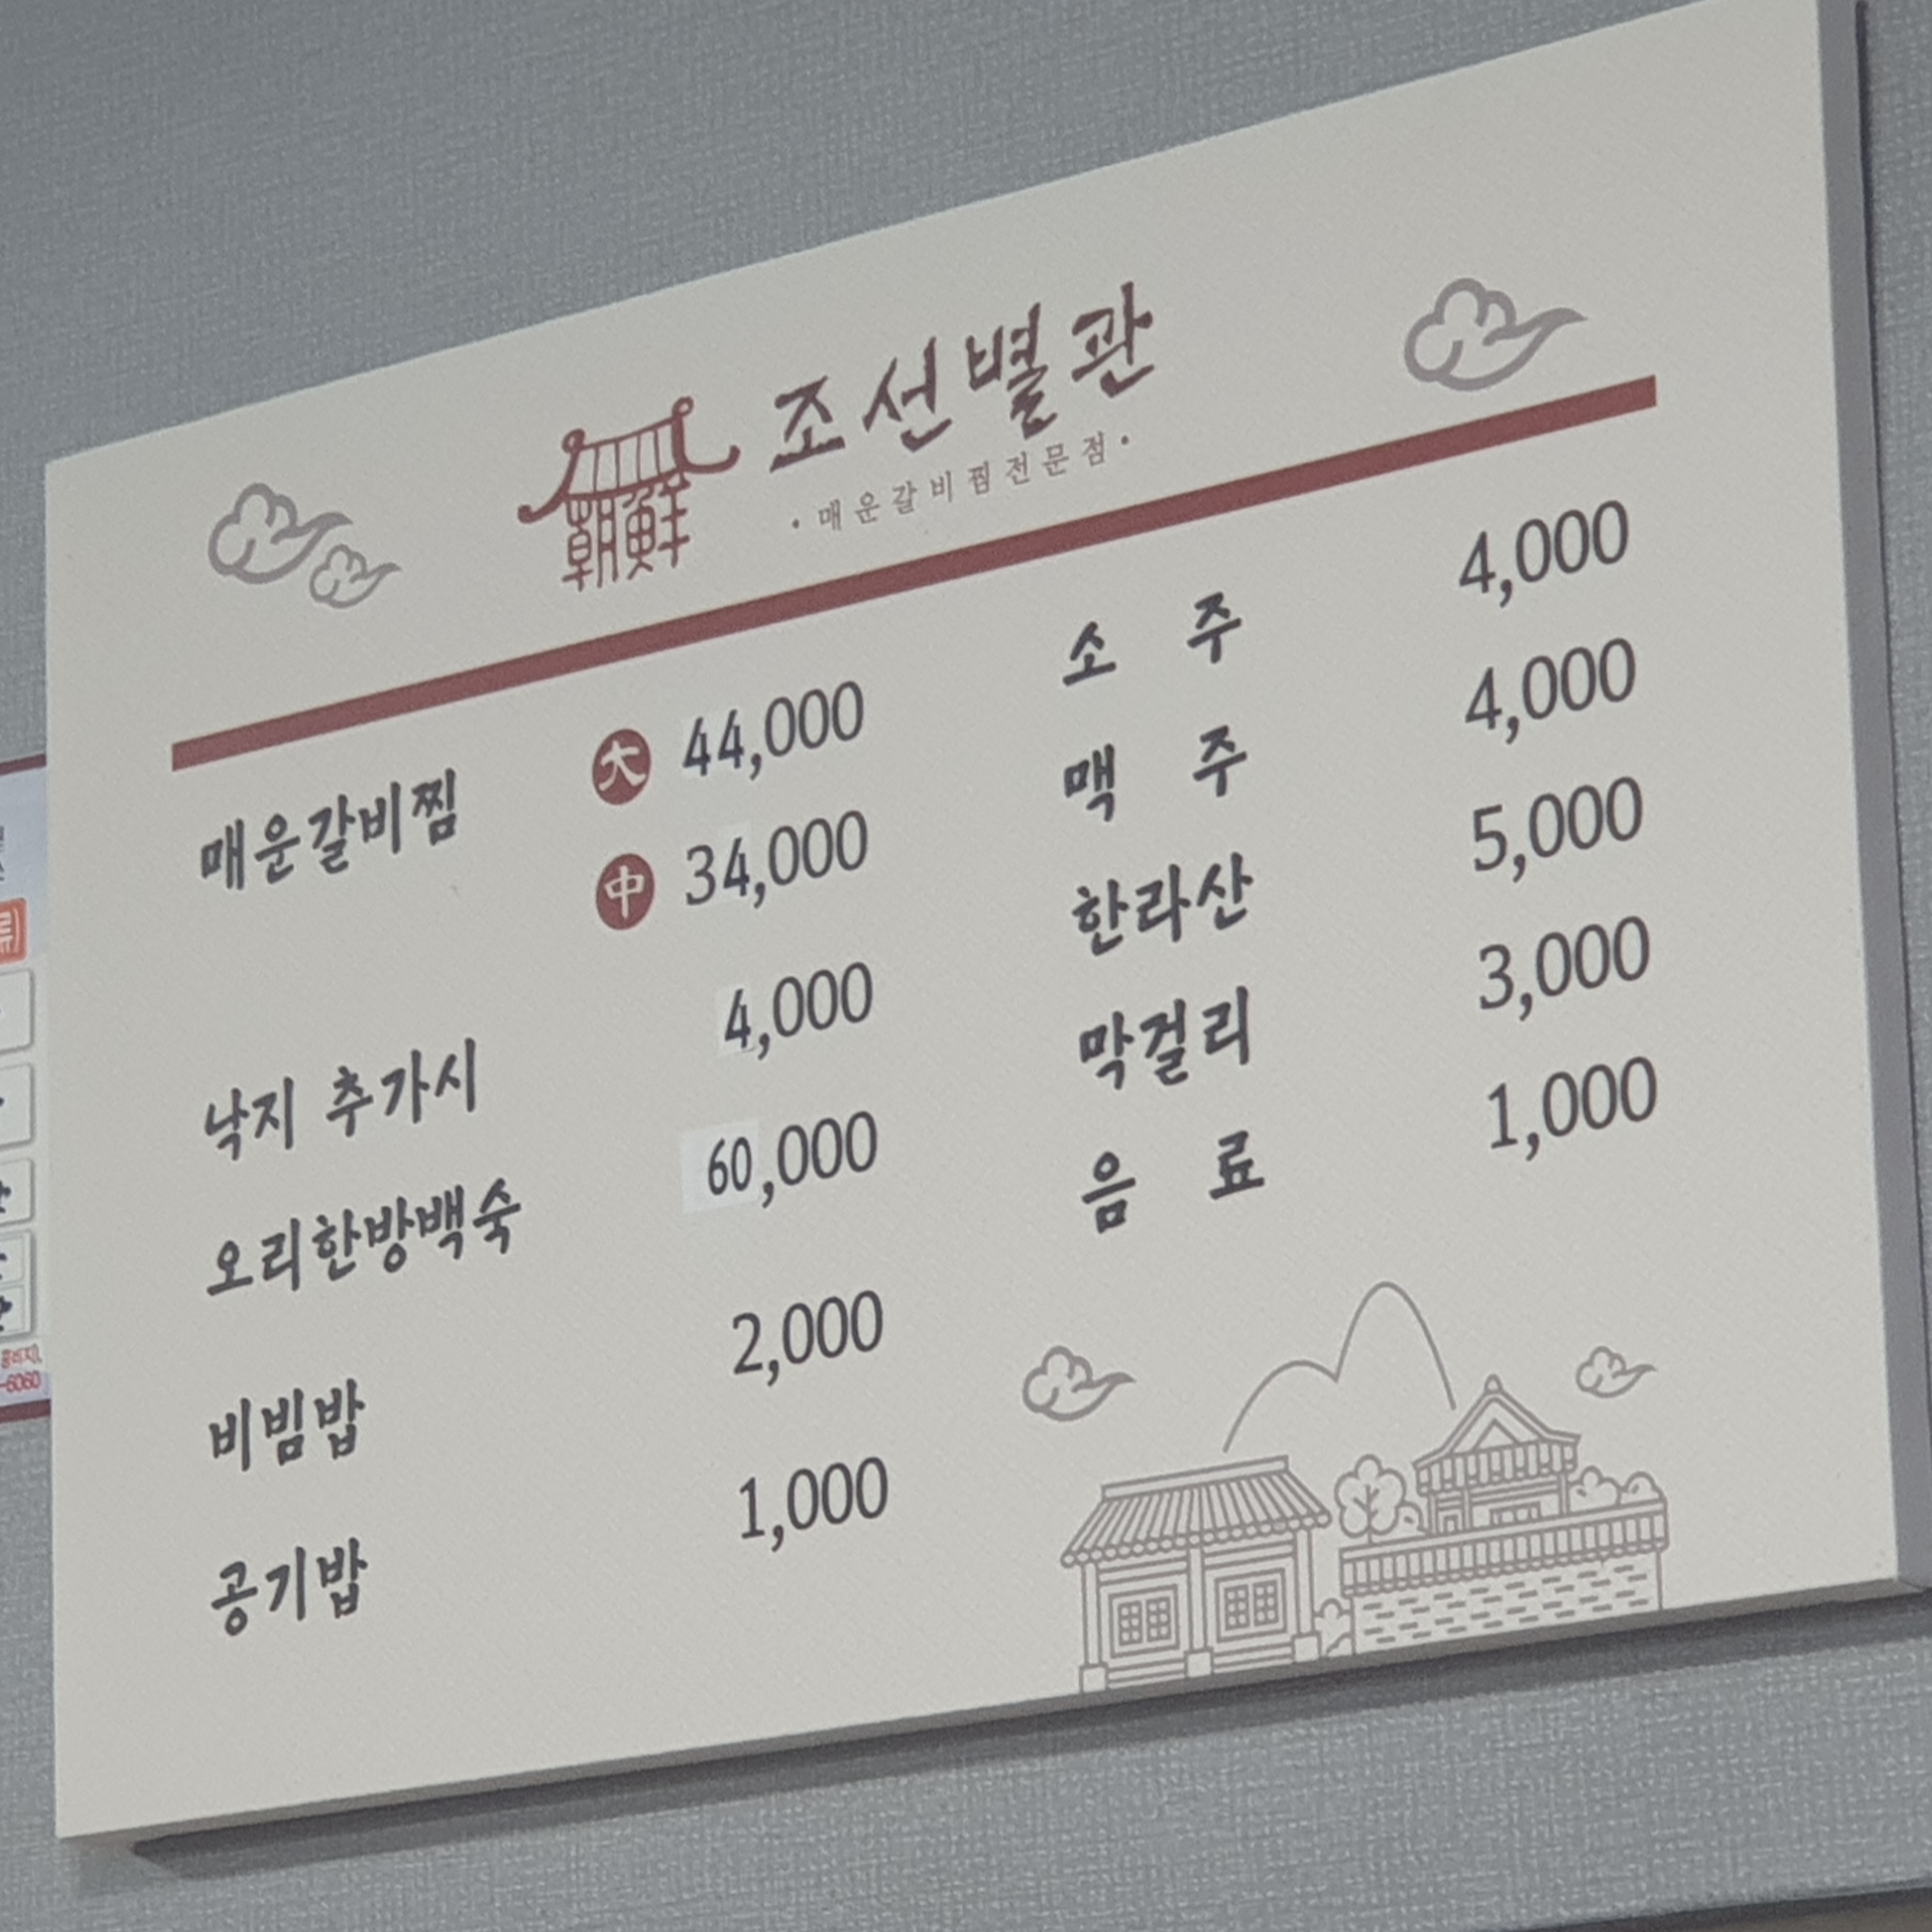 조선별관
朝鮮
·매운갈비찜전문점·
매운갈비찜 大 44,000
中 34,000
낙지 추가시 4,000
오리한방백숙 60,000
비빔밥 2,000
공기밥 1,000
소 주 4,000
맥 주 4,000
한라산 5,000
막걸리 3,000
음 료 1,000
-6060